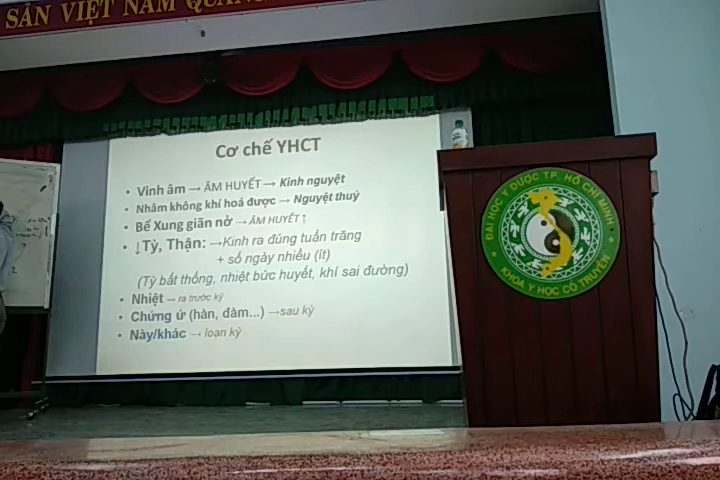 SẢN VIỆT NAM QUANG
Cơ chế YHCT
• Vinh âm → ÂM HUYẾT → Kinh nguyệt
• Nhâm không khí hoá được → Nguyệt thuỷ
• Bể Xung giãn nở → ÂM HUYẾT↑
• ↓Tỳ, Thận: →Kinh ra đủng tuần trăng
+ số ngày nhiều (ít)
(Tỳ bất thống, nhiệt bức huyết, khí sai đường)
• Nhiệt → ra trước kỳ
• Chứng ứ (hàn, đàm...) →sau kỳ
• Này/khác → loạn kỳ
ĐẠI HỌC Y DƯỢC TP. HỒ CHÍ MINH
KHOA Y HỌC CỔ TRUYỀN